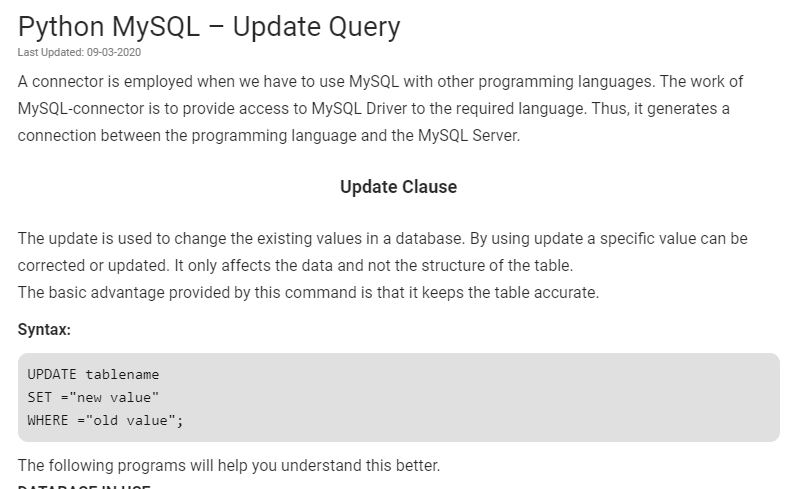 Python MySQL – Update Query
Last Updated: 09-03-2020
A connector is employed when we have to use MySQL with other programming languages. The work of
MySQL-connector is to provide access to MySQL Driver to the required language. Thus, it generates a
connection between the programming language and the MySQL Server.
Update Clause
The update is used to change the existing values in a database. By using update a specific value can be
corrected or updated. It only affects the data and not the structure of the table.
The basic advantage provided by this command is that it keeps the table accurate.
Syntax:
UPDATE tablename
SET ="new value"
WHERE ="old value";
The following programs will help you understand this better.
DATABASE IN USE